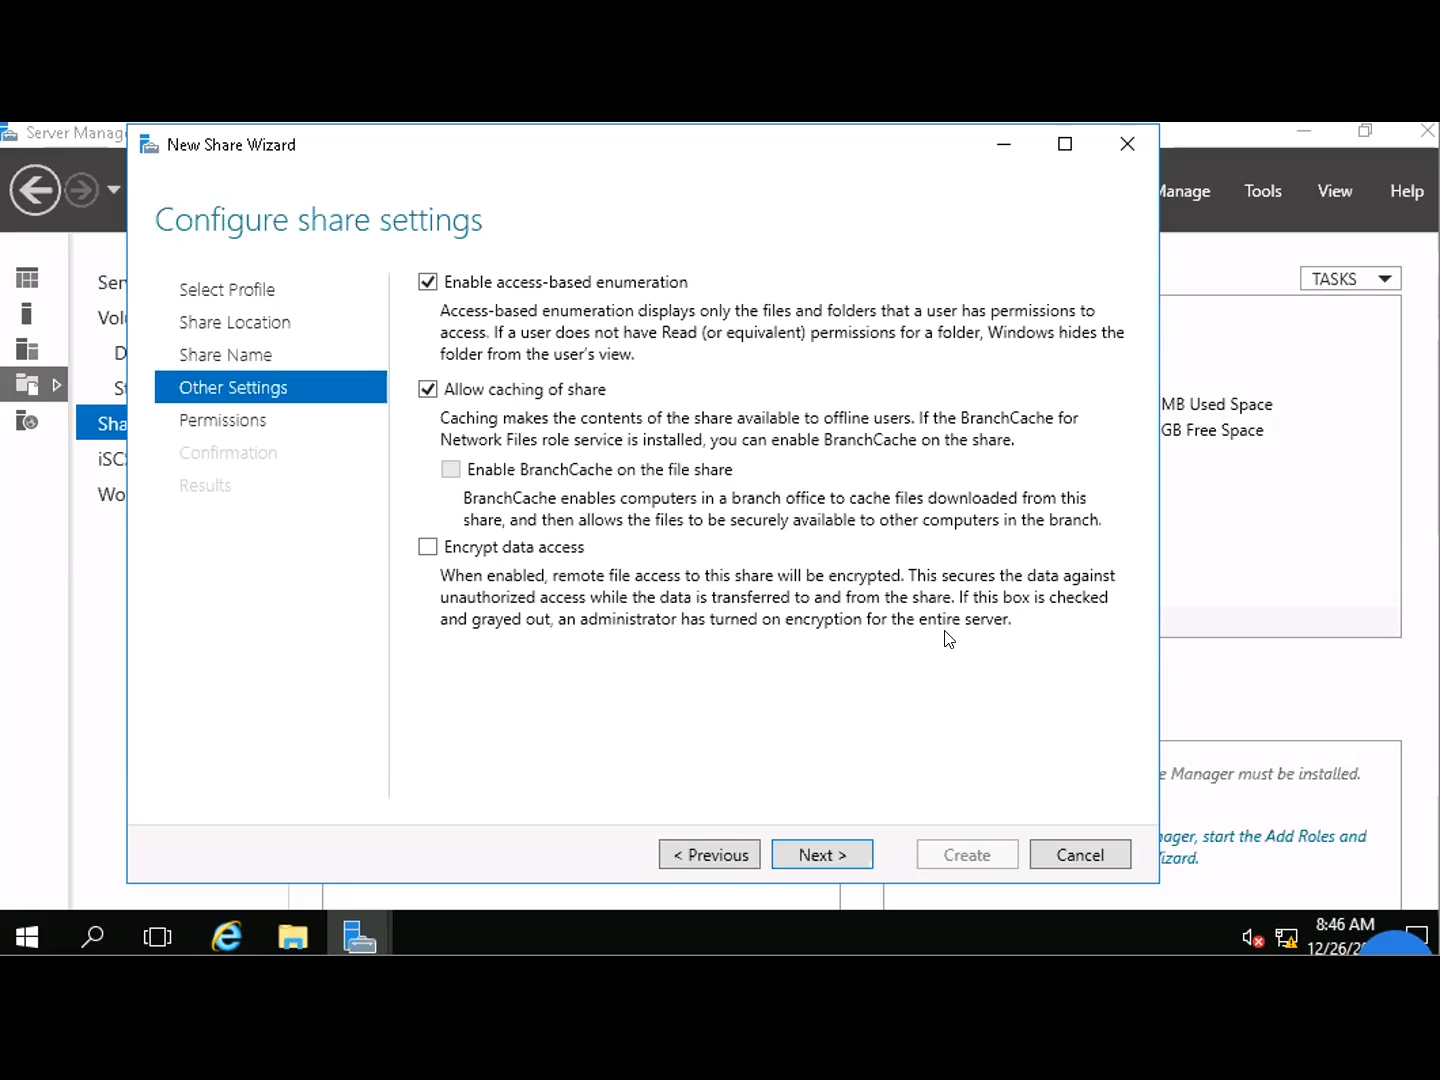 Server Manag
New Share Wizard
Manage
Tools
View
Help
Configure share settings
Select Profile
Share Location
Share Name
Other Settings
Permissions
Confirmation
Results
Enable access-based enumeration
Access-based enumeration displays only the files and folders that a user has permissions to
access. If a user does not have Read (or equivalent) permissions for a folder, Windows hides the
folder from the user's view.
Allow caching of share
Caching makes the contents of the share available to offline users. If the BranchCache for
Network Files role service is installed, you can enable BranchCache on the share.
Enable BranchCache on the file share
BranchCache enables computers in a branch office to cache files downloaded from this
share, and then allows the files to be securely available to other computers in the branch.
Encrypt data access
When enabled, remote file access to this share will be encrypted. This secures the data against
unauthorized access while the data is transferred to and from the share. If this box is checked
and grayed out, an administrator has turned on encryption for the entire server.
Ser
Volu
D
St
Sha
iSC
Wo
TASKS
MB Used Space
GB Free Space
e Manager must be installed.
nager, start the Add Roles and
izard.
< Previous
Next >
Create
Cancel
8:46 AM
12/26/2